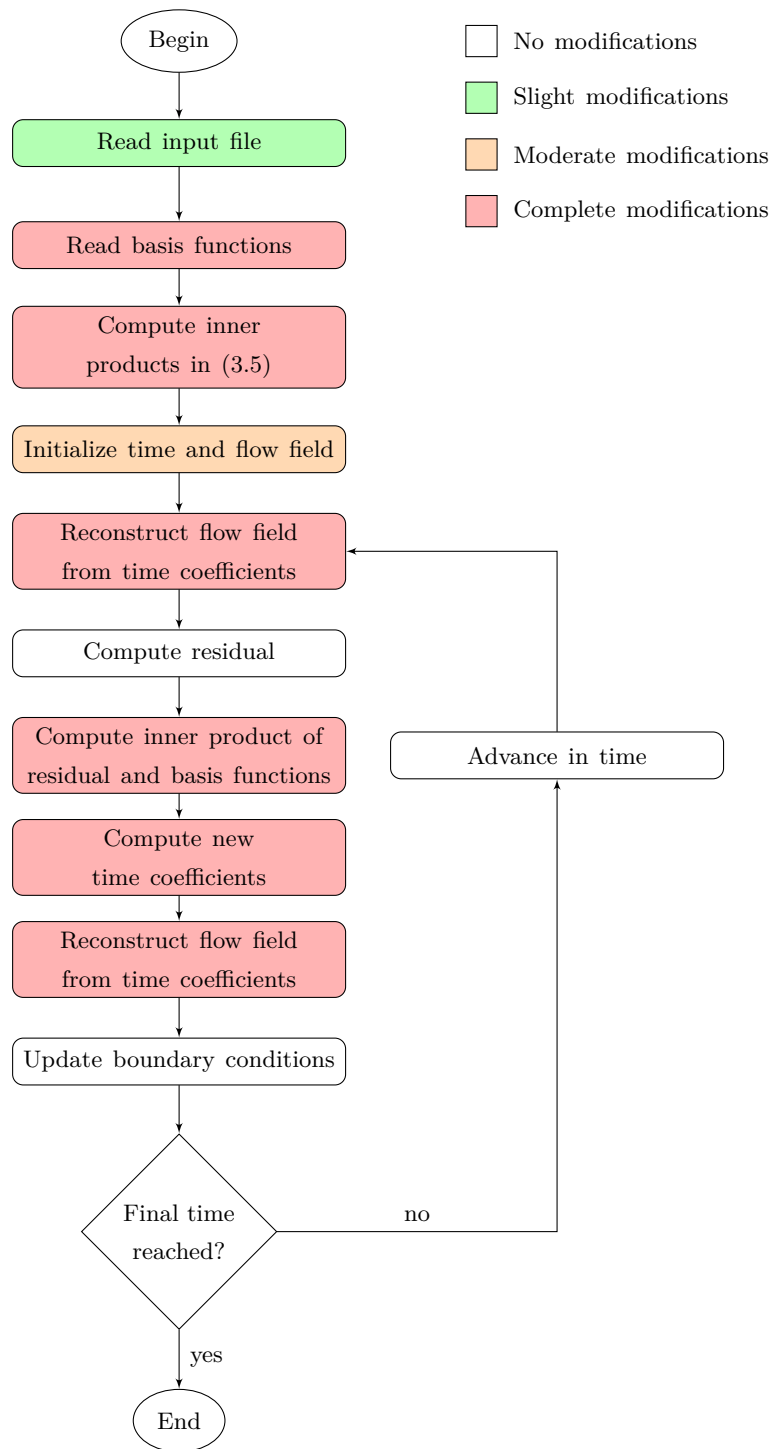 Begin
No modifications
Slight modifications
Moderate modifications
Complete modifications
Read input file
Read basis functions
Compute inner
products in (3.5)
Initialize time and flow field
Reconstruct flow field
from time coefficients
Compute residual
Compute inner product of
residual and basis functions
Advance in time
Compute new
time coefficients
Reconstruct flow field
from time coefficients
Update boundary conditions
Final time
reached?
no
yes
End